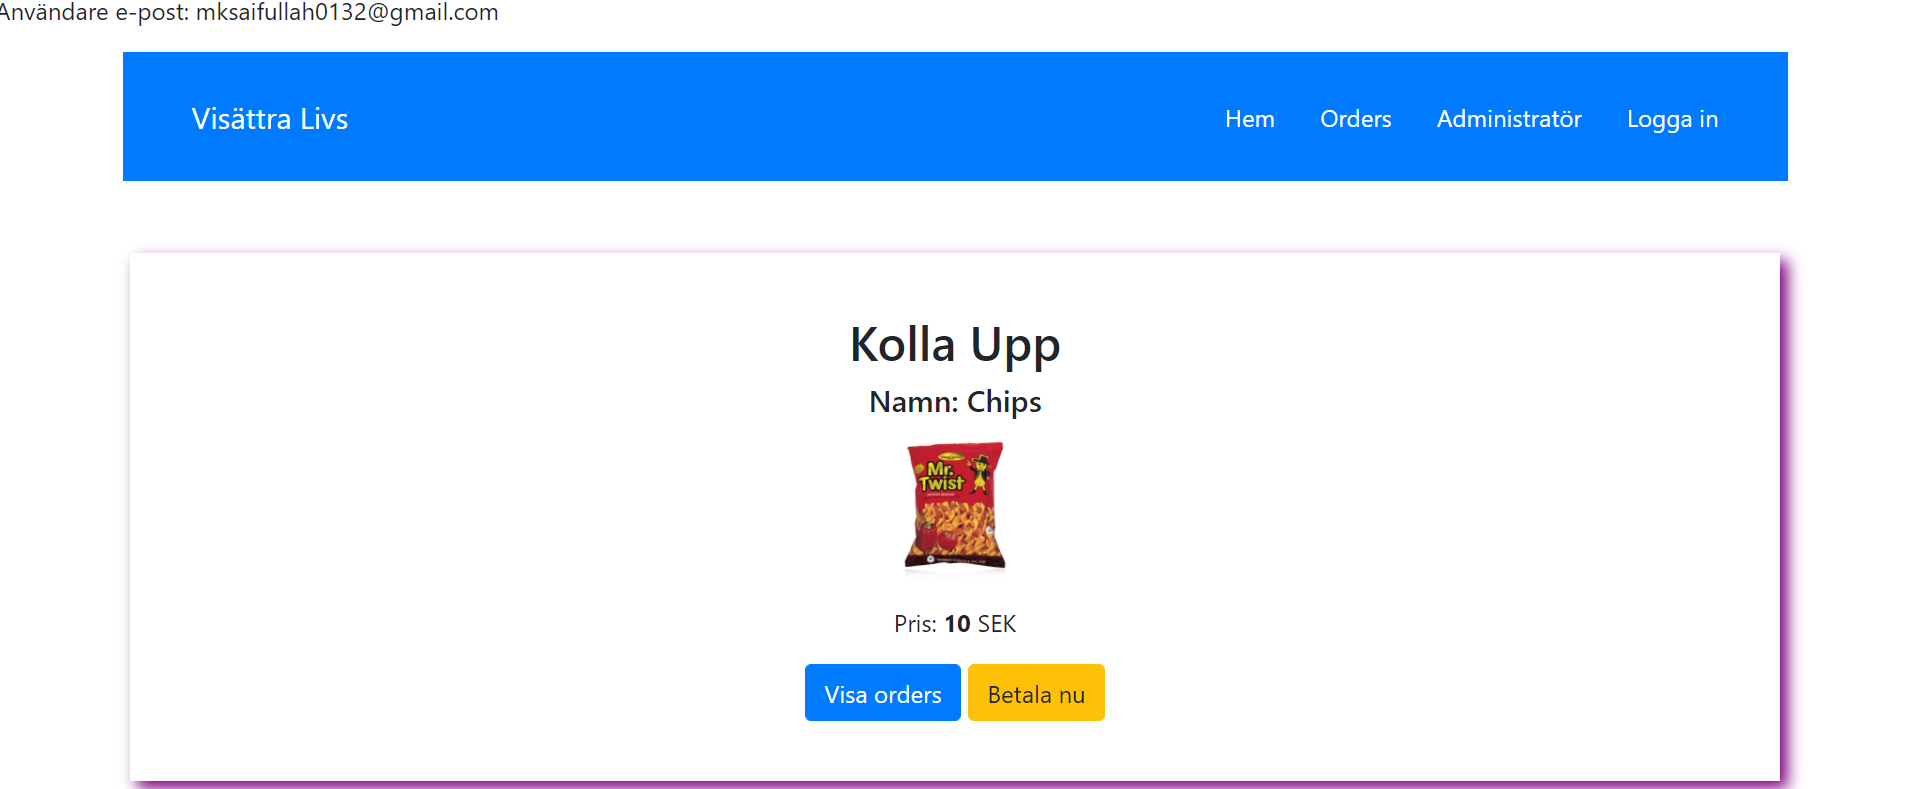 Användare e-post: mksaifullah0132@gmail.com
Visättra Livs
Hem Orders Administratör Logga in
Kolla Upp
Namn: Chips
Mr.
Twist
Pris: 10 SEK
Visa orders Betala nu